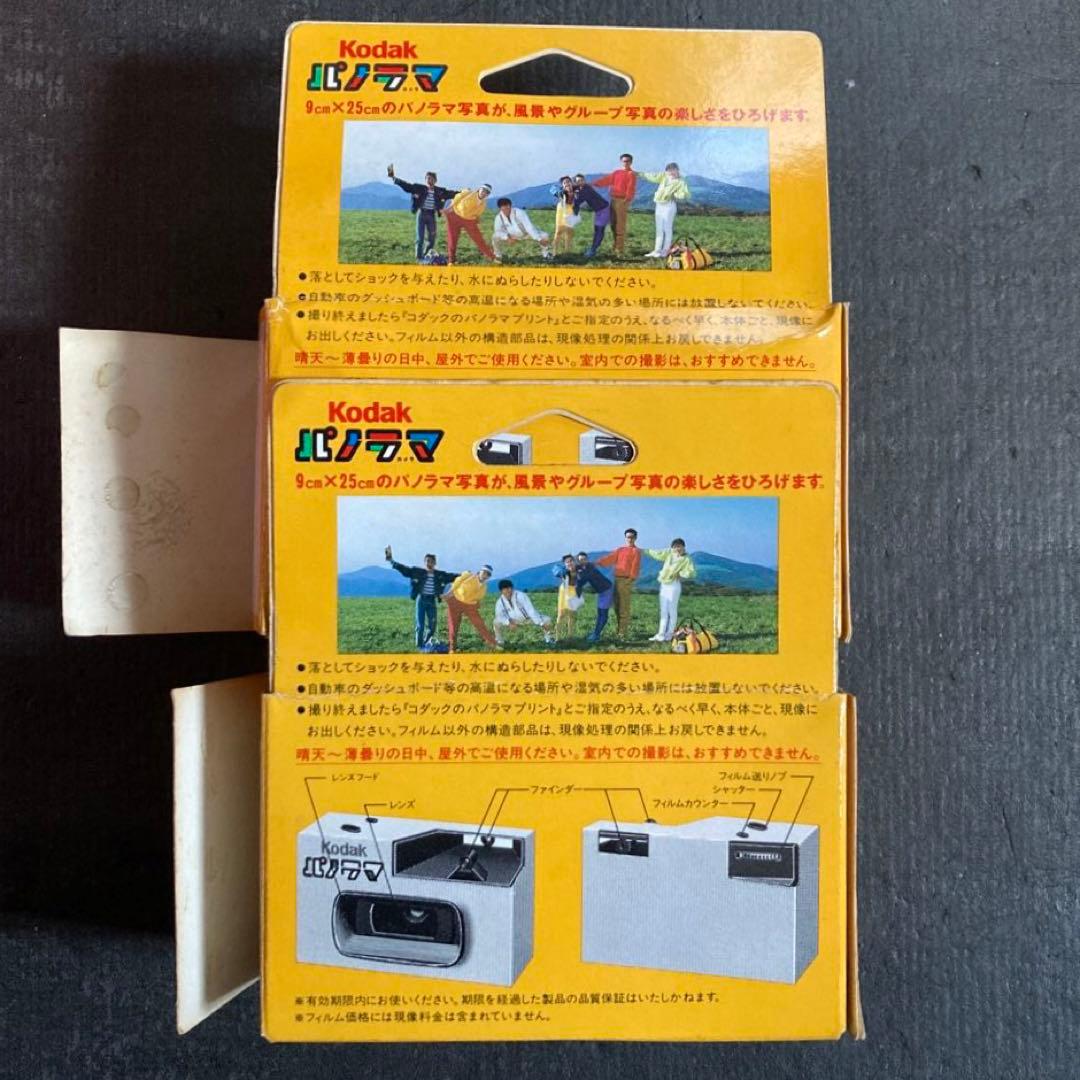 Kodak
パノラマ
9cm×25cmのパノラマ写真が、風景やグループ写真の楽しさをひろげます。
●落としてショックを与えたり、水にぬらしたりしないでください。
●自動車のダッシュボード等の高温になる場所や湿気の多い場所には放置しないでください。
●撮り終えましたら『コダックのパノラマプリント』とご指定のうえ、なるべく早く、本体ごと、現像に
お出しください。フィルム以外の構造部品は、現像処理の関係上お戻しできません。
晴天〜薄曇りの日中、屋外でご使用ください。室内での撮影は、おすすめできません。
Kodak
パノラマ
9cm×25cmのパノラマ写真が、風景やグループ写真の楽しさをひろげます。
●落としてショックを与えたり、水にぬらしたりしないでください。
●自動車のダッシュボード等の高温になる場所や湿気の多い場所には放置しないでください。
●撮り終えましたら『コダックのパノラマプリント』とご指定のうえ、なるべく早く、本体ごと、現像に
お出しください。フィルム以外の構造部品は、現像処理の関係上お戻しできません。
晴天〜薄曇りの日中、屋外でご使用ください。室内での撮影は、おすすめできません。
レンズフード
レンズ
ファインダー
フィルム送りノブ
シャッター
フィルムカウンター
Kodak
パノラマ
※有効期限内にお使いください。期限を経過した製品の品質保証はいたしかねます。
※フィルム価格には現像料金は含まれていません。